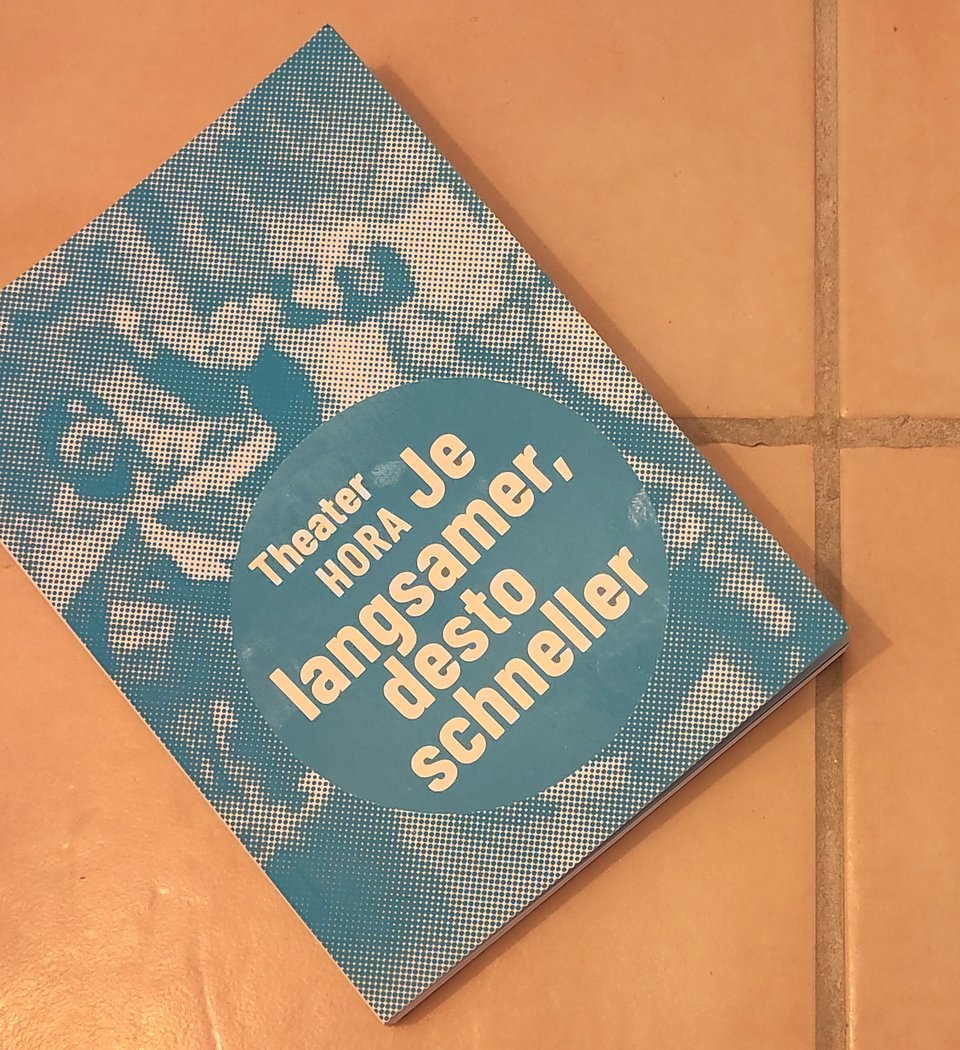 Theater
HORA Je
langsamer,
desto
schneller